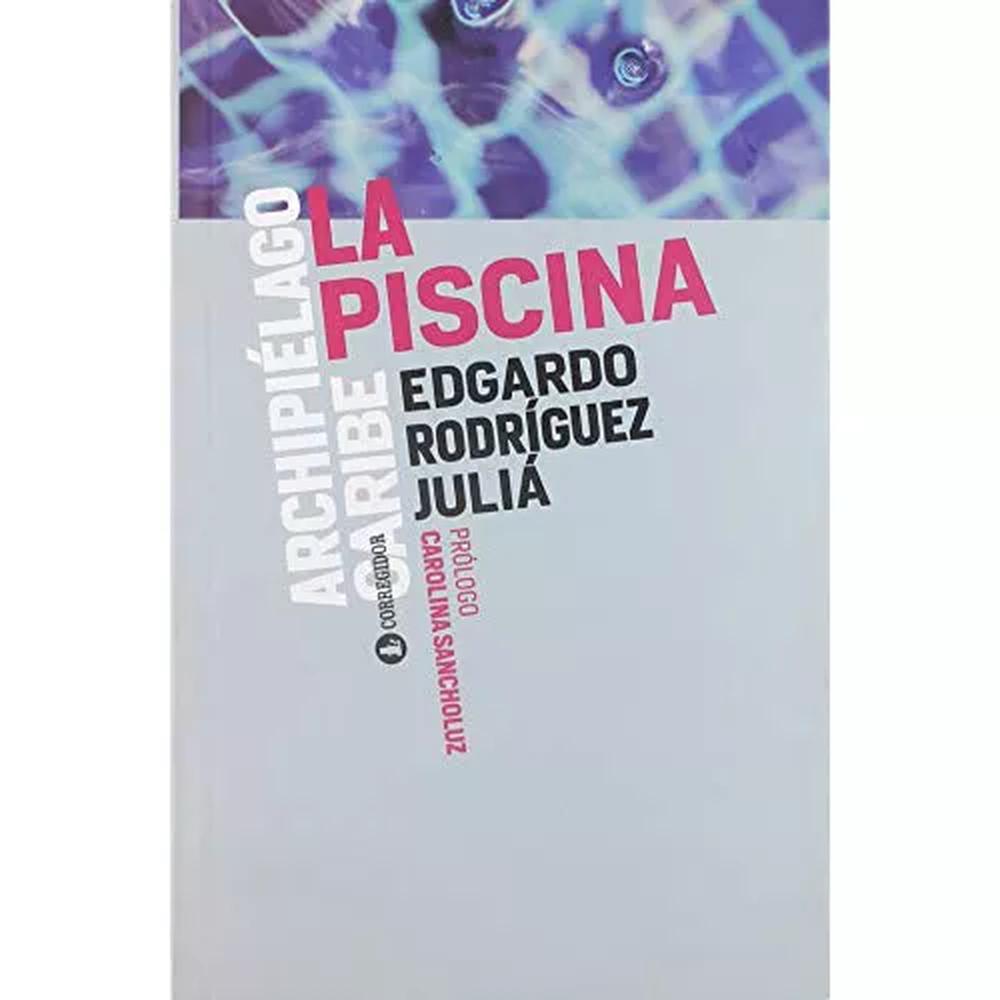 ARCHIPIÉLAGO
CARIBE
LA
PISCINA
EDGARDO
RODRÍGUEZ
JULIÁ
PRÓLOGO
CAROLINA SANCHOLUZ
CORREGIDOR